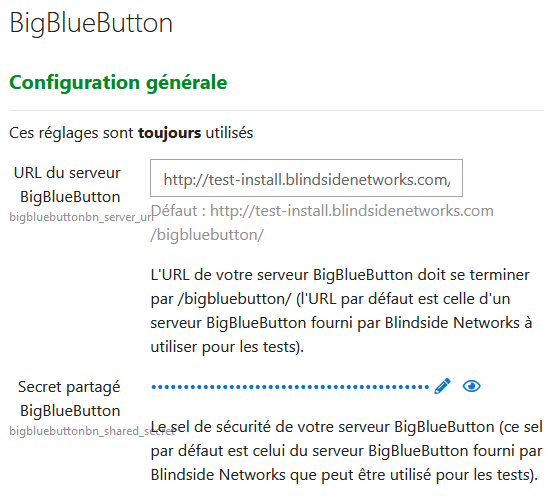 BigBlueButton
Configuration générale
Ces réglages sont toujours utilisés
URL du serveur
BigBlueButton
bigbluebuttonbn_server_url
http://test-install.blindsidenetworks.com/
Défaut : http://test-install.blindsidenetworks.com
/bigbluebutton/
L'URL de votre serveur BigBlueButton doit se terminer
par /bigbluebutton/ (l'URL par défaut est celle d'un
serveur BigBlueButton fourni par Blindside Networks à
utiliser pour les tests).
Secret partagé
BigBlueButton
bigbluebuttonbn_shared_secret
Le sel de sécurité de votre serveur BigBlueButton (ce sel
par défaut est celui du serveur BigBlueButton fourni par
Blindside Networks que peut être utilisé pour les tests).